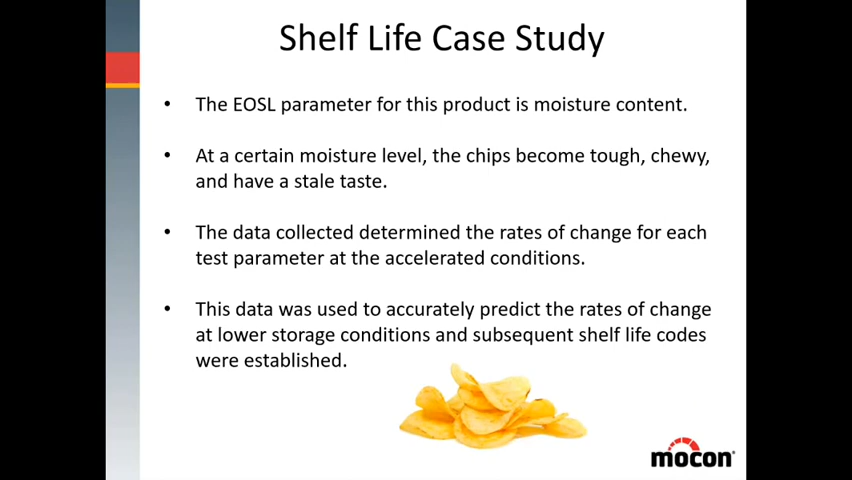 Shelf Life Case Study
• The EOSL parameter for this product is moisture content.
• At a certain moisture level, the chips become tough, chewy,
and have a stale taste.
• The data collected determined the rates of change for each
test parameter at the accelerated conditions.
• This data was used to accurately predict the rates of change
at lower storage conditions and subsequent shelf life codes
were established.
mocon®